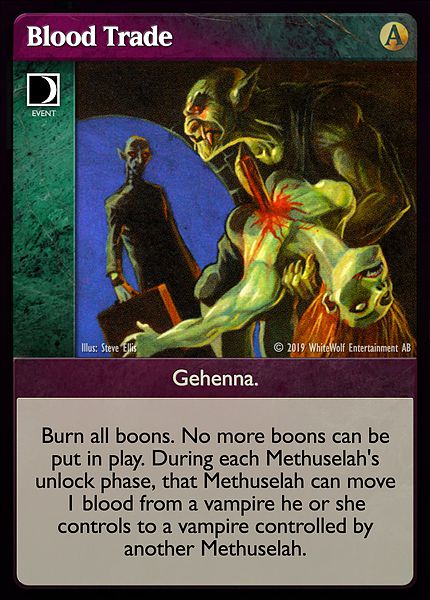 Blood Trade
A
EVENT
Illus: Steve Ellis
© 2019 WhiteWolf Entertainment AB
Gehenna.
Burn all boons. No more boons can be
put in play. During each Methuselah's
unlock phase, that Methuselah can move
1 blood from a vampire he or she
controls to a vampire controlled by
another Methuselah.